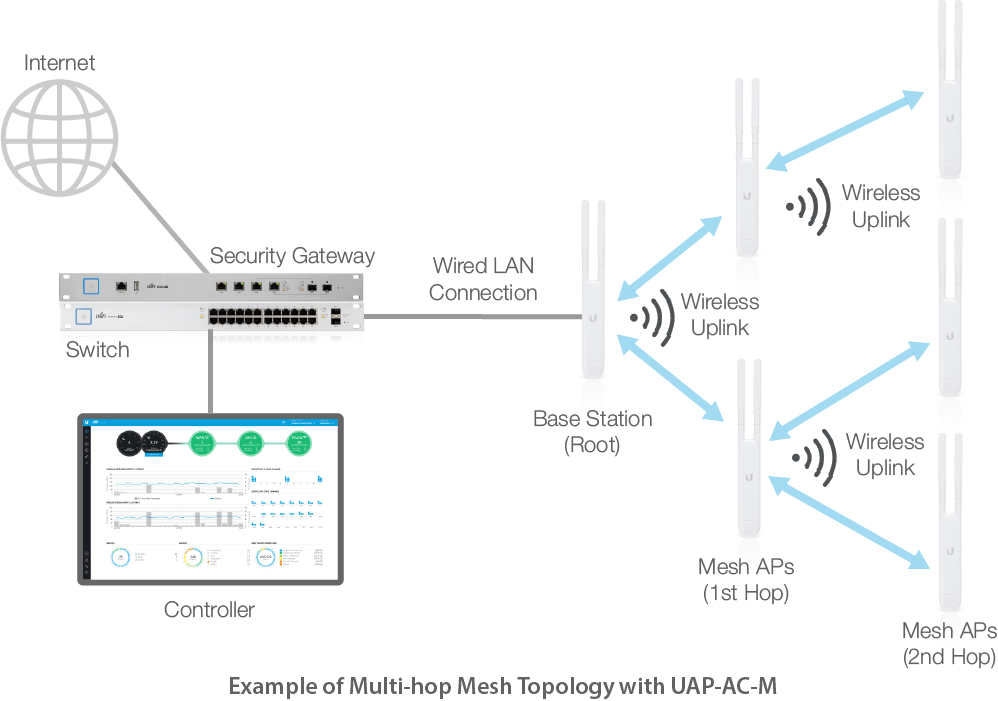 Internet
Security Gateway
Switch
Wired LAN
Connection
Wireless
Uplink
Wireless
Uplink
Base Station
(Root)
Wireless
Uplink
Mesh APs
(1st Hop)
Controller
Mesh APs
(2nd Hop)
Example of Multi-hop Mesh Topology with UAP-AC-M